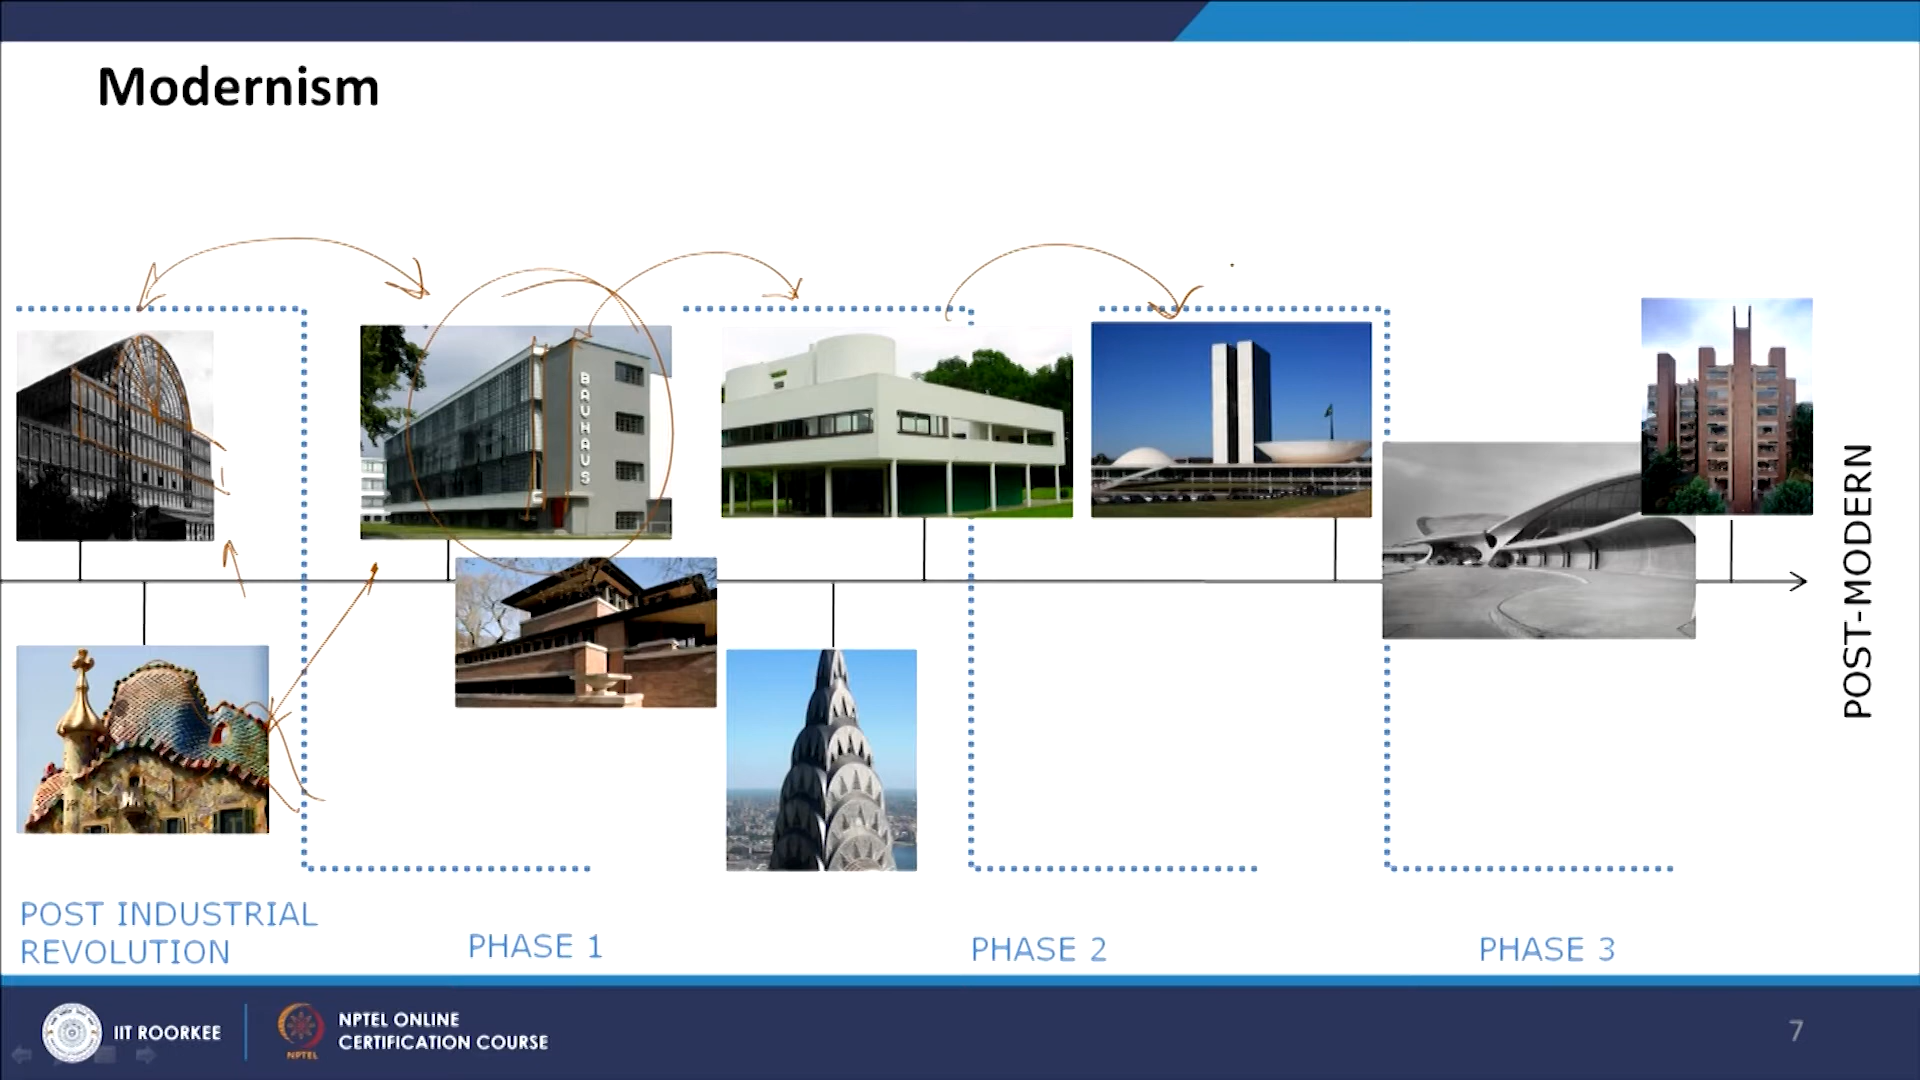 Modernism
BAUHAUS
POST-MODERN
POST INDUSTRIAL
REVOLUTION
PHASE 1
PHASE 2
PHASE 3
IIT ROORKEE
NPTEL
NPTEL ONLINE
CERTIFICATION COURSE
7